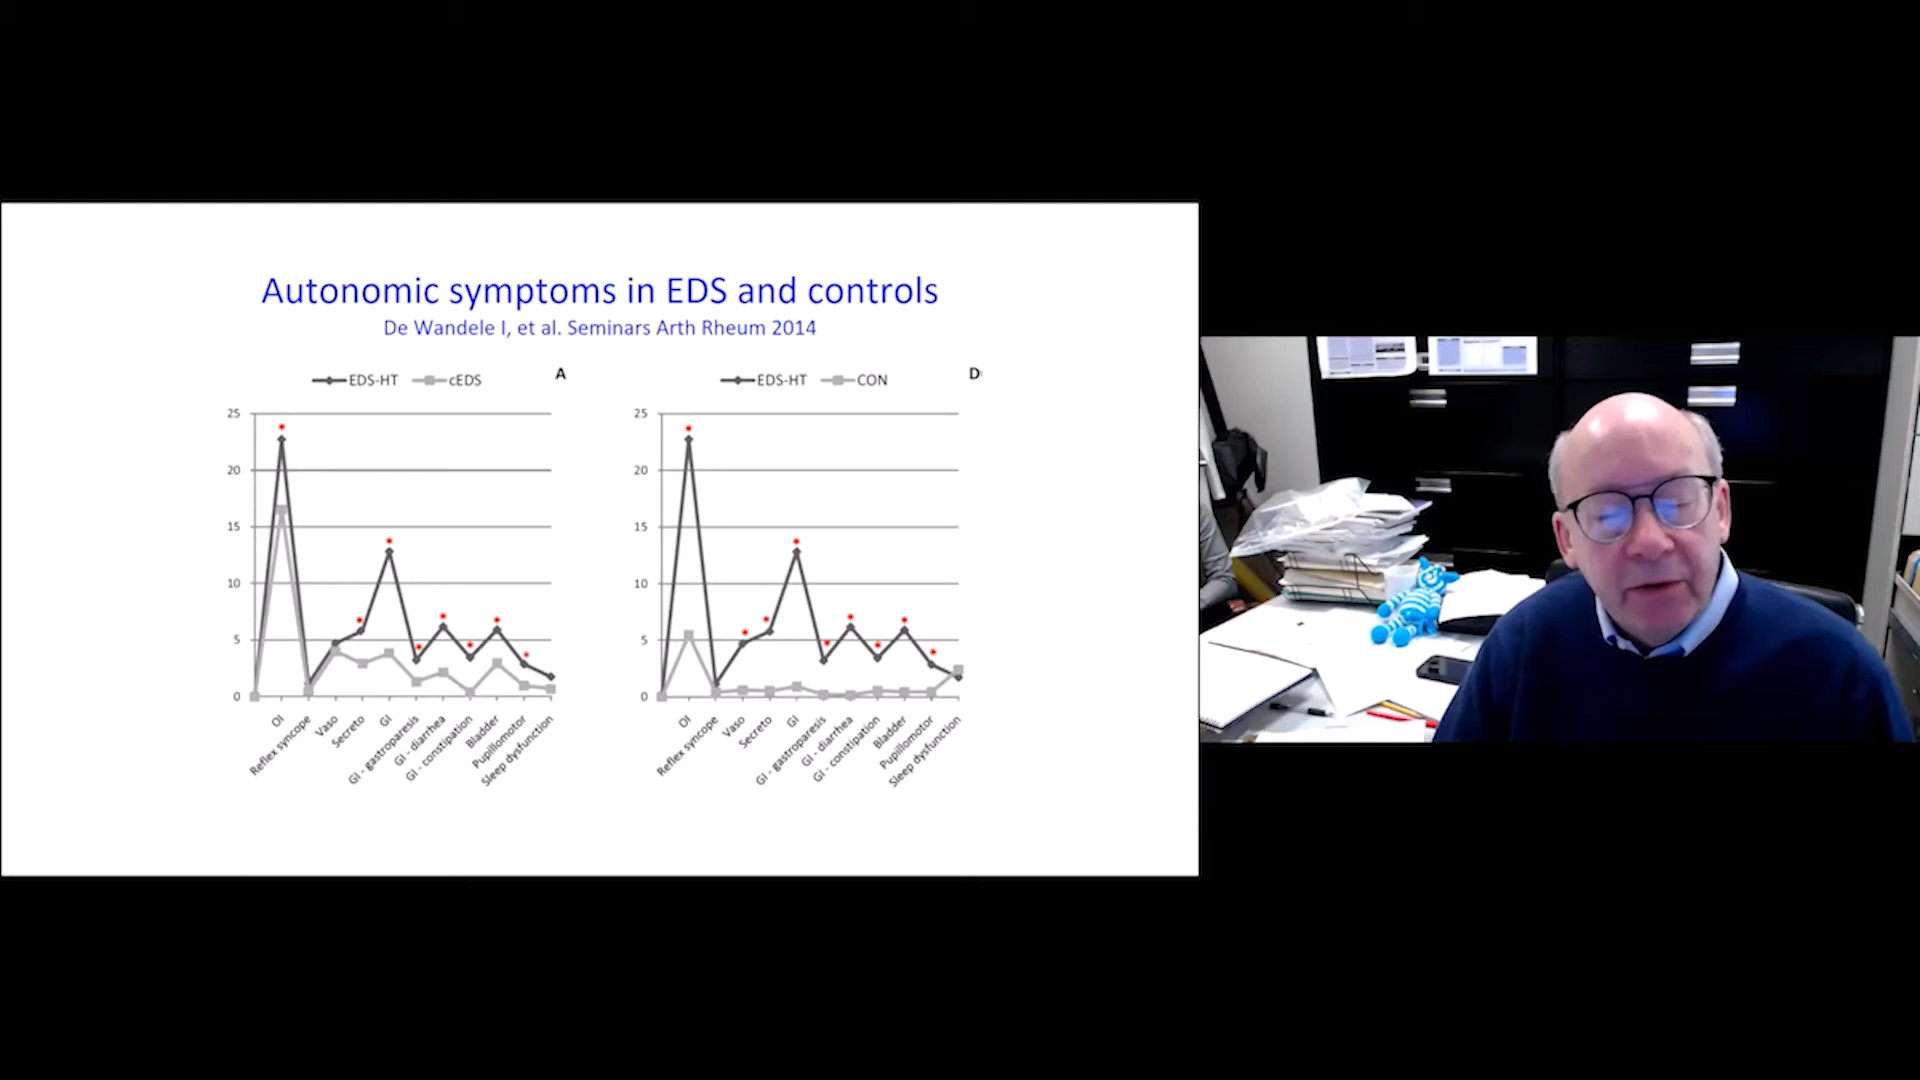 Autonomic symptoms in EDS and controls
De Wandele I, et al. Seminars Arth Rheum 2014
EDS-HT cEDS A
25
20
15
10
5
0
OI
Reflex syncope
Vaso
Secreto
GI
GI - gastroparesis
GI - diarrhea
GI - constipation
Bladder
Pupillomotor
Sleep dysfunction
EDS-HT CON D
25
20
15
10
5
0
OI
Reflex syncope
Vaso
Secreto
GI
GI - gastroparesis
GI - diarrhea
GI - constipation
Bladder
Pupillomotor
Sleep dysfunction